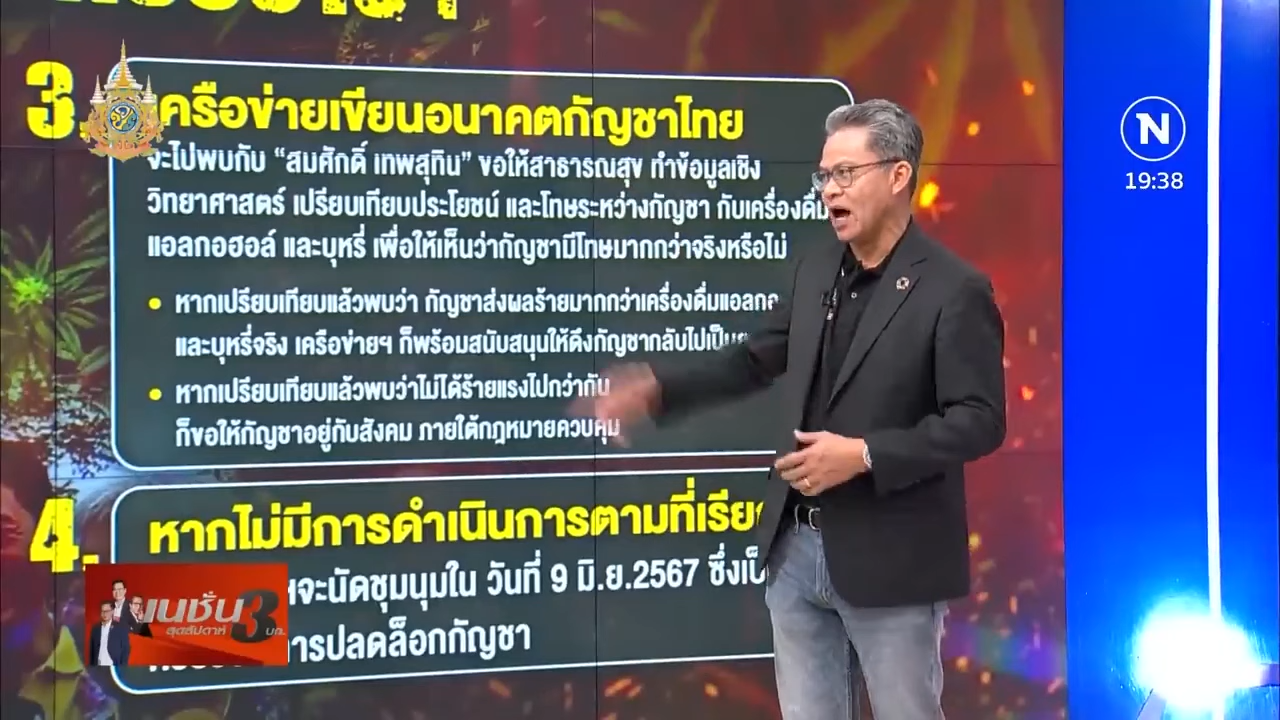 3.
เครือข่ายเขียนอนาคตกัญชาไทย
จะไปพบกับ “สมศักดิ์ เทพสุทิน” ขอให้สาธารณสุข ทำข้อมูลเชิง
วิทยาศาสตร์ เปรียบเทียบประโยชน์ และโทษระหว่างกัญชา กับเครื่องดื่ม
แอลกอฮอล์ และบุหรี่ เพื่อให้เห็นว่ากัญชามีโทษมากกว่าจริงหรือไม่
• หากเปรียบเทียบแล้วพบว่า กัญชาส่งผลร้ายมากกว่าเครื่องดื่ม
และบุหรี่จริง เครือข่ายฯ ก็พร้อมสนับสนุนให้ดึงกัญชากลับไปเป็น
• หากเปรียบเทียบแล้วพบว่าไม่ได้ร้ายแรงไปกว่ากัน
ก็ขอให้กัญชาอยู่กับสังคม ภายใต้กฎหมายควบคุม
4.
หากไม่มีการดำเนินการตามที่
จะนัดชุมนุมใน วันที่ 9 มิ.ย.2567
การปลดล็อกกัญชา
N
19:38
เนชั่น
สุดสัปดาห์
3
บก.